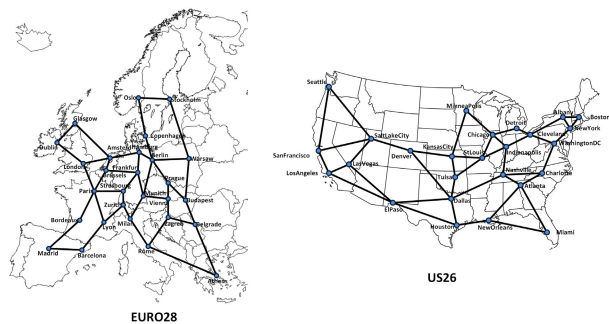 Oslo
Stockholm
Glasgow
Copenhagen
Dublin
Amsterdam
Hamburg
Berlin
Warsaw
London
Brussels
Frankfurt
Prague
Paris
Strasbourg
Munich
Vienna
Budapest
Zurich
Bordeaux
Lyon
Milan
Zagreb
Belgrade
Rome
Madrid
Barcelona
Athens
EURO28
Seattle
MinneaPolis
Albany
Boston
Detroit
NewYork
SaltLakeCity
Chicago
Cleveland
WashingtonDC
SanFrancisco
Denver
KansasCity
StLouis
Indianapolis
LasVegas
LosAngeles
Tulsa
Nashville
Charlotte
Atlanta
ElPaso
Dallas
Houston
NewOrleans
Miami
US26